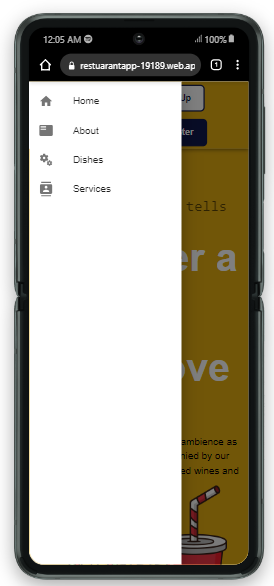 12:05 AM 100%
restuarantapp-19189.web.ap
1
Home
About
Dishes
Services
Up
ter
tells
er a
ove
ambience as
nied by our
ed wines and